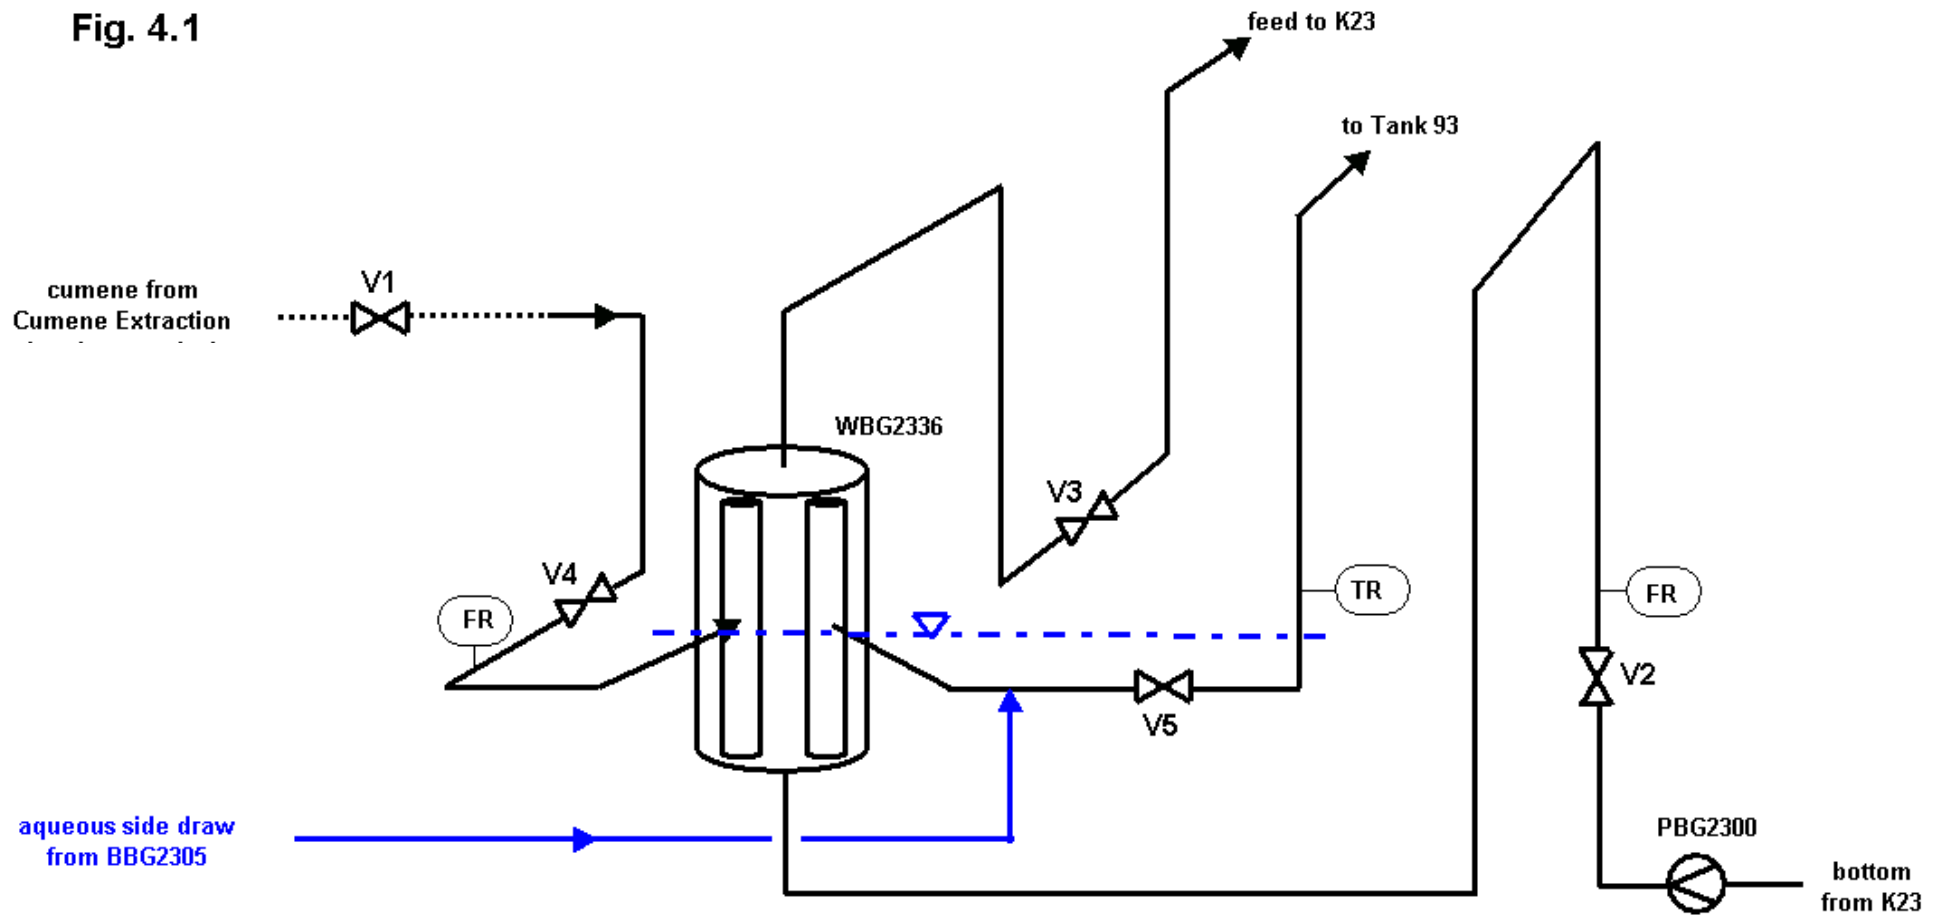 Fig. 4.1
feed to K23
to Tank 93
V1
cumene from
Cumene Extraction
WBG2336
V3
V4
FR
TR
FR
V2
V5
aqueous side draw
from BBG2305
PBG2300
bottom
from K23